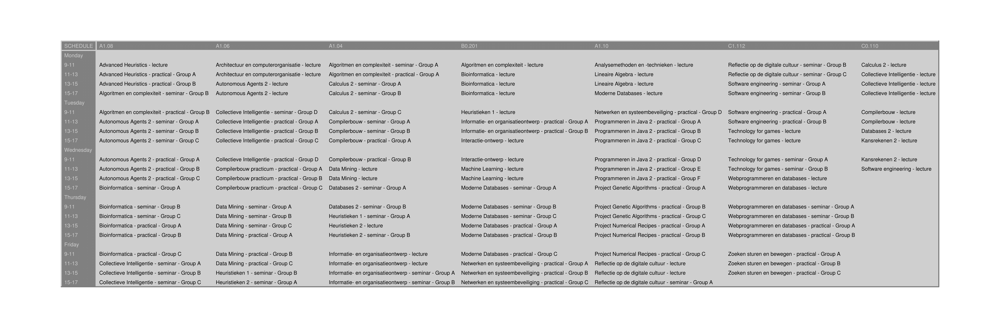 SCHEDULE A1.08 A1.06 A1.04 B0.201 A1.10 C1.112 C0.110
Monday
9-11 Advanced Heuristics - lecture Architectuur en computerorganisatie - lecture Algoritmen en complexiteit - seminar - Group A Algoritmen en complexiteit - lecture Analysemethoden en -technieken - lecture Reflectie op de digitale cultuur - seminar - Group B Calculus 2 - lecture
11-13 Advanced Heuristics - practical - Group A Architectuur en computerorganisatie - lecture Algoritmen en complexiteit - practical - Group A Bioinformatica - lecture Lineaire Algebra - lecture Reflectie op de digitale cultuur - seminar - Group C Collectieve Intelligentie - lecture
13-15 Advanced Heuristics - practical - Group B Autonomous Agents 2 - lecture Calculus 2 - seminar - Group A Bioinformatica - lecture Lineaire Algebra - lecture Software engineering - seminar - Group A Collectieve Intelligentie - lecture
15-17 Algoritmen en complexiteit - seminar - Group B Autonomous Agents 2 - lecture Calculus 2 - seminar - Group B Bioinformatica - lecture Moderne Databases - lecture Software engineering - seminar - Group B Collectieve Intelligentie - lecture
Tuesday
9-11 Algoritmen en complexiteit - practical - Group B Collectieve Intelligentie - seminar - Group D Calculus 2 - seminar - Group C Heuristieken 1 - lecture Netwerken en systeembeveiliging - practical - Group D Software engineering - practical - Group A Compilerbouw - lecture
11-13 Autonomous Agents 2 - seminar - Group A Collectieve Intelligentie - practical - Group A Compilerbouw - seminar - Group A Informatie- en organisatieontwerp - practical - Group A Programmeren in Java 2 - practical - Group A Software engineering - practical - Group B Compilerbouw - lecture
13-15 Autonomous Agents 2 - seminar - Group B Collectieve Intelligentie - practical - Group B Compilerbouw - seminar - Group B Informatie- en organisatieontwerp - practical - Group B Programmeren in Java 2 - practical - Group B Technology for games - lecture Databases 2 - lecture
15-17 Autonomous Agents 2 - seminar - Group C Collectieve Intelligentie - practical - Group C Compilerbouw - practical - Group A Interactie-ontwerp - lecture Programmeren in Java 2 - practical - Group C Technology for games - lecture Kansrekenen 2 - lecture
Wednesday
9-11 Autonomous Agents 2 - practical - Group A Collectieve Intelligentie - practical - Group D Compilerbouw - practical - Group B Interactie-ontwerp - lecture Programmeren in Java 2 - practical - Group D Technology for games - seminar - Group A Kansrekenen 2 - lecture
11-13 Autonomous Agents 2 - practical - Group B Compilerbouw practicum - practical - Group A Data Mining - lecture Machine Learning - lecture Programmeren in Java 2 - practical - Group E Technology for games - seminar - Group B Software engineering - lecture
13-15 Autonomous Agents 2 - practical - Group C Compilerbouw practicum - practical - Group B Data Mining - lecture Machine Learning - lecture Programmeren in Java 2 - practical - Group F Webprogrammeren en databases - lecture
15-17 Bioinformatica - seminar - Group A Compilerbouw practicum - practical - Group C Databases 2 - seminar - Group A Moderne Databases - seminar - Group A Project Genetic Algorithms - practical - Group A Webprogrammeren en databases - lecture
Thursday
9-11 Bioinformatica - seminar - Group B Data Mining - seminar - Group A Databases 2 - seminar - Group B Moderne Databases - seminar - Group B Project Genetic Algorithms - practical - Group B Webprogrammeren en databases - seminar - Group A
11-13 Bioinformatica - seminar - Group C Data Mining - seminar - Group B Heuristieken 1 - seminar - Group A Moderne Databases - seminar - Group C Project Genetic Algorithms - practical - Group C Webprogrammeren en databases - seminar - Group B
13-15 Bioinformatica - practical - Group A Data Mining - seminar - Group C Heuristieken 2 - lecture Moderne Databases - practical - Group A Project Numerical Recipes - practical - Group A Webprogrammeren en databases - practical - Group A
15-17 Bioinformatica - practical - Group B Data Mining - practical - Group A Heuristieken 2 - seminar - Group B Moderne Databases - practical - Group B Project Numerical Recipes - practical - Group B Webprogrammeren en databases - practical - Group B
Friday
9-11 Bioinformatica - practical - Group C Data Mining - practical - Group B Informatie- en organisatieontwerp - lecture Moderne Databases - practical - Group C Project Numerical Recipes - practical - Group C Zoeken sturen en bewegen - practical - Group A
11-13 Collectieve Intelligentie - seminar - Group A Data Mining - practical - Group C Informatie- en organisatieontwerp - lecture Netwerken en systeembeveiliging - practical - Group A Reflectie op de digitale cultuur - lecture Zoeken sturen en bewegen - practical - Group B
13-15 Collectieve Intelligentie - seminar - Group B Heuristieken 1 - seminar - Group B Informatie- en organisatieontwerp - seminar - Group A Netwerken en systeembeveiliging - practical - Group B Reflectie op de digitale cultuur - lecture Zoeken sturen en bewegen - practical - Group C
15-17 Collectieve Intelligentie - seminar - Group C Heuristieken 2 - seminar - Group A Informatie- en organisatieontwerp - seminar - Group B Netwerken en systeembeveiliging - practical - Group C Reflectie op de digitale cultuur - seminar - Group A